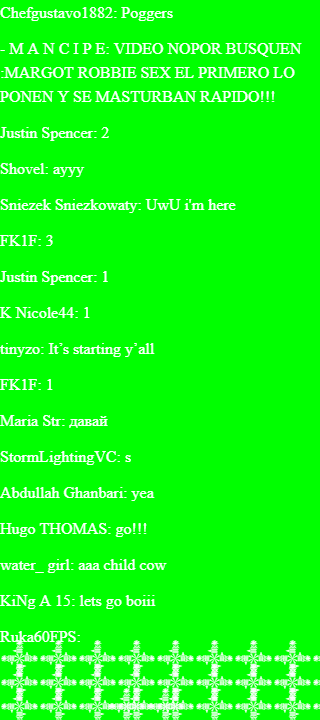 Chefgustavo1882: Poggers
- M A N C I P E: VIDEO NOPOR BUSQUEN
:MARGOT ROBBIE SEX EL PRIMERO LO
PONEN Y SE MASTURBAN RAPIDO!!!
Justin Spencer: 2
Shovel: ayyy
Sniezek Sniezkowaty: UwU i'm here
FK1F: 3
Justin Spencer: 1
K Nicole44: 1
tinyzo: It’s starting y’all
FK1F: 1
Maria Str: давай
StormLightingVC: s
Abdullah Ghanbari: yea
Hugo THOMAS: go!!!
water_ girl: aaa child cow
KiNg A 15: lets go boiii
Ruka60FPS: